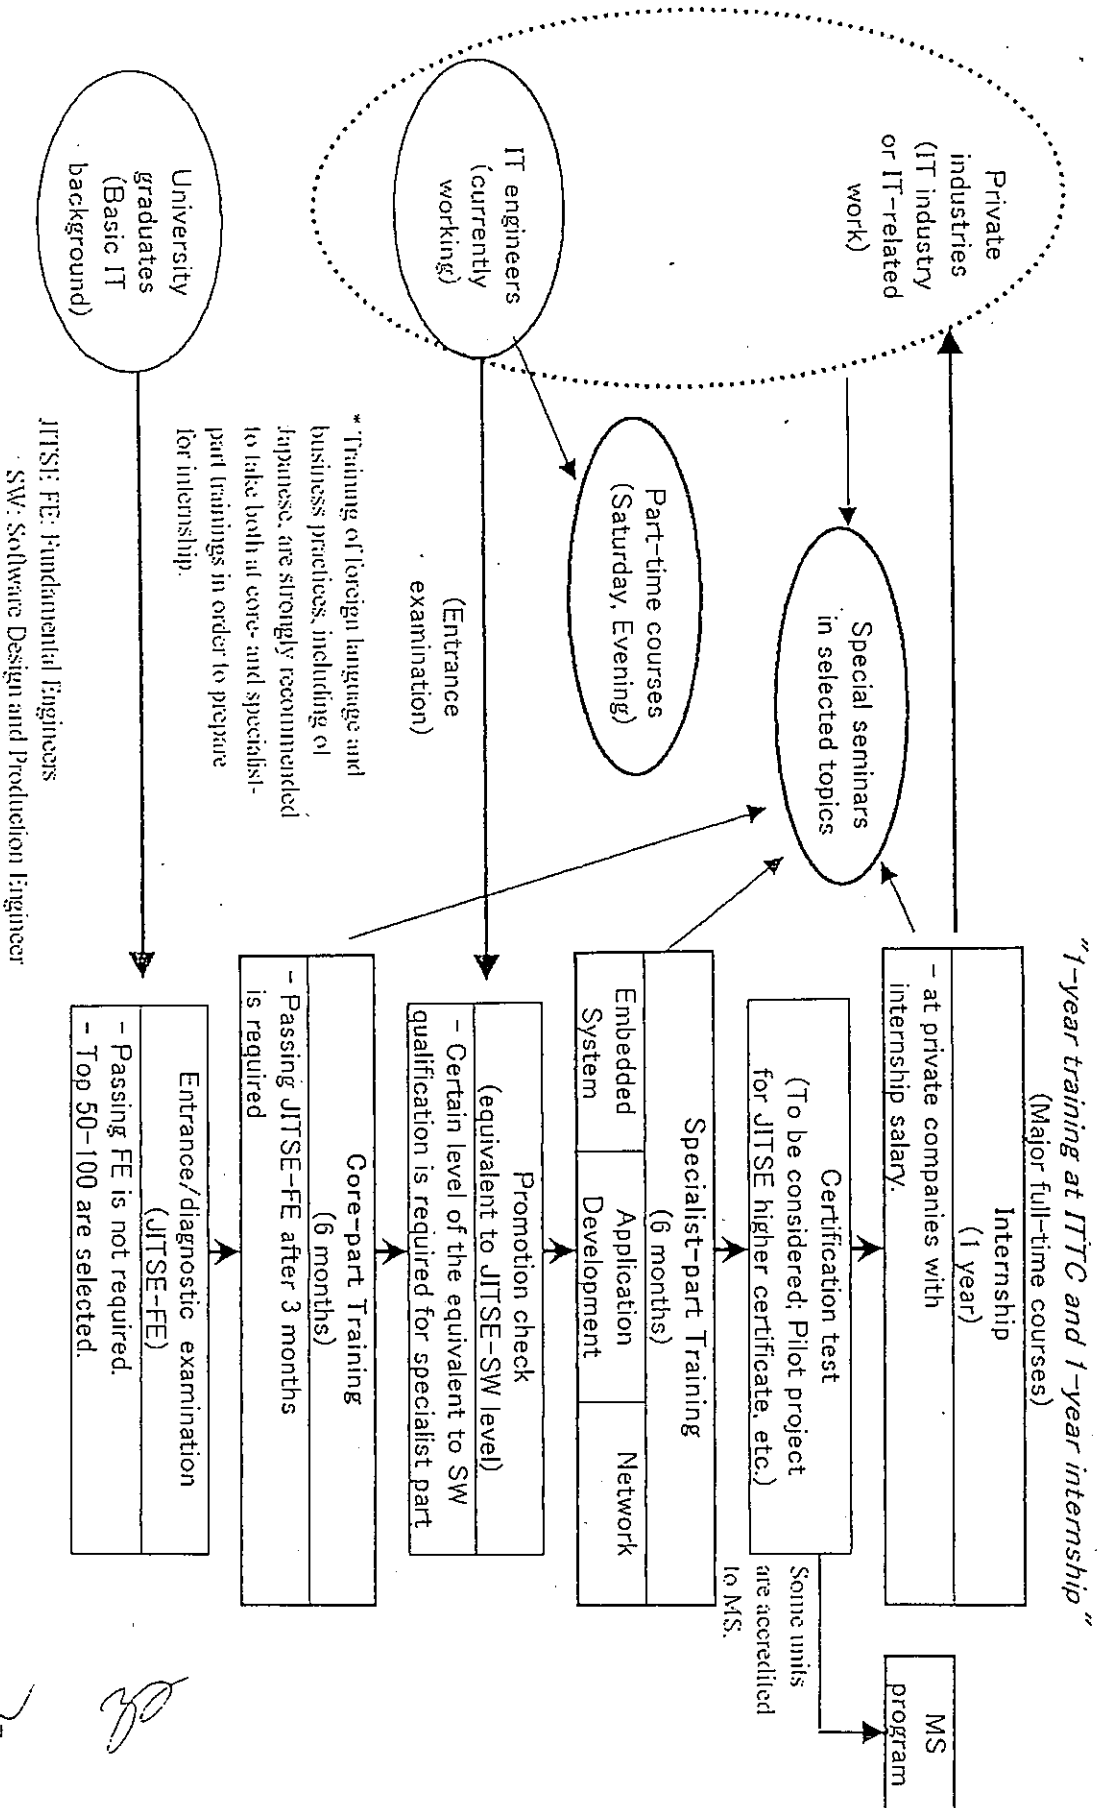 "1-year training at ITTC and 1-year internship"
(Major full-time courses)
Private
industries
(IT industry
or IT-related
work)
Internship
(1 year)
- at private companies with
internship salary.
MS
program
Special seminars
in selected topics
Certification test
(To be considered; Pilot project
for JITSE higher certificate, etc.)
Some units
are accredited
to MS.
Part-time courses
(Saturday, Evening)
Specialist-part Training
(6 months)
Embedded
System
Application
Development
Network
IT engineers
(currently
working)
(Entrance
examination)
Promotion check
(equivalent to JITSE-SW level)
- Certain level of the equivalent to SW
qualification is required for specialist part
* Training of foreign language and
business practices, including of
Japanese, are strongly recommended
to take both at core- and specialist-
part trainings in order to prepare
for internship.
Core-part Training
(6 months)
- Passing JITSE-FE after 3 months
is required
University
graduates
(Basic IT
background)
Entrance/diagnostic examination
(JITSE-FE)
- Passing FE is not required.
- Top 50-100 are selected.
JITSE FE: Fundamental Engineers
SW: Software Design and Production Engineer